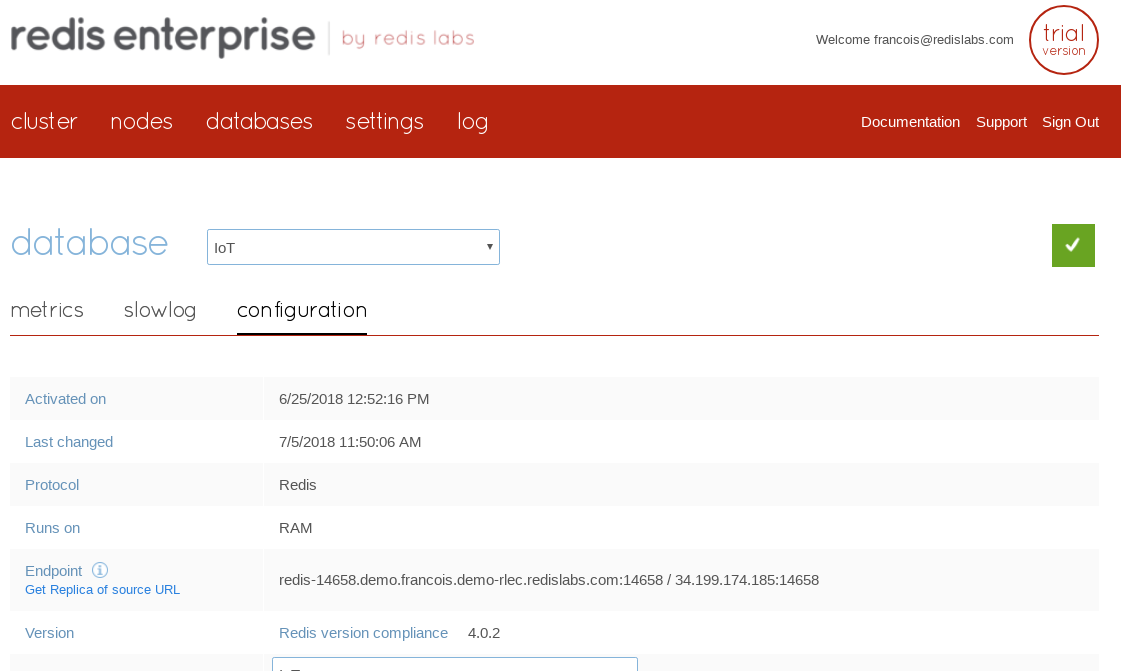 redis enterprise | by redis labs
Welcome francois@redislabs.com
trial
version
cluster nodes databases settings log
Documentation Support Sign Out
database IoT
metrics slowlog configuration
Activated on 6/25/2018 12:52:16 PM
Last changed 7/5/2018 11:50:06 AM
Protocol Redis
Runs on RAM
Endpoint
Get Replica of source URL
redis-14658.demo.francois.demo-rlec.redislabs.com:14658 / 34.199.174.185:14658
Version Redis version compliance 4.0.2